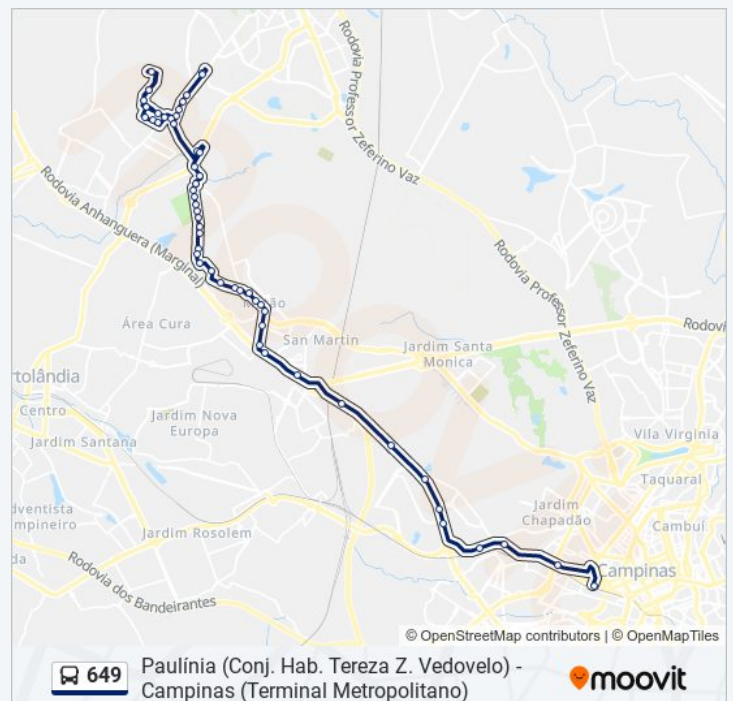 Rodovia Professor Zeferino Vaz
Rodovia Anhanguera (Marginal)
Área Cura
San Martin
Jardim Santa
Monica
Rodovi
rtolândia
Centro
Jardim Nova
Europa
Jardim Santana
Rodovia Professor Zeferino Vaz
Vila Virginia
Taquaral
Jardim
Chapadão
Cambuí
dventista
ampineiro
Jardim Rosolem
da
Campinas
Rodovia dos Bandeirantes
© OpenStreetMap contributors | © OpenMapTiles
649
Paulínia (Conj. Hab. Tereza Z. Vedovelo) -
Campinas (Terminal Metropolitano)
moovit